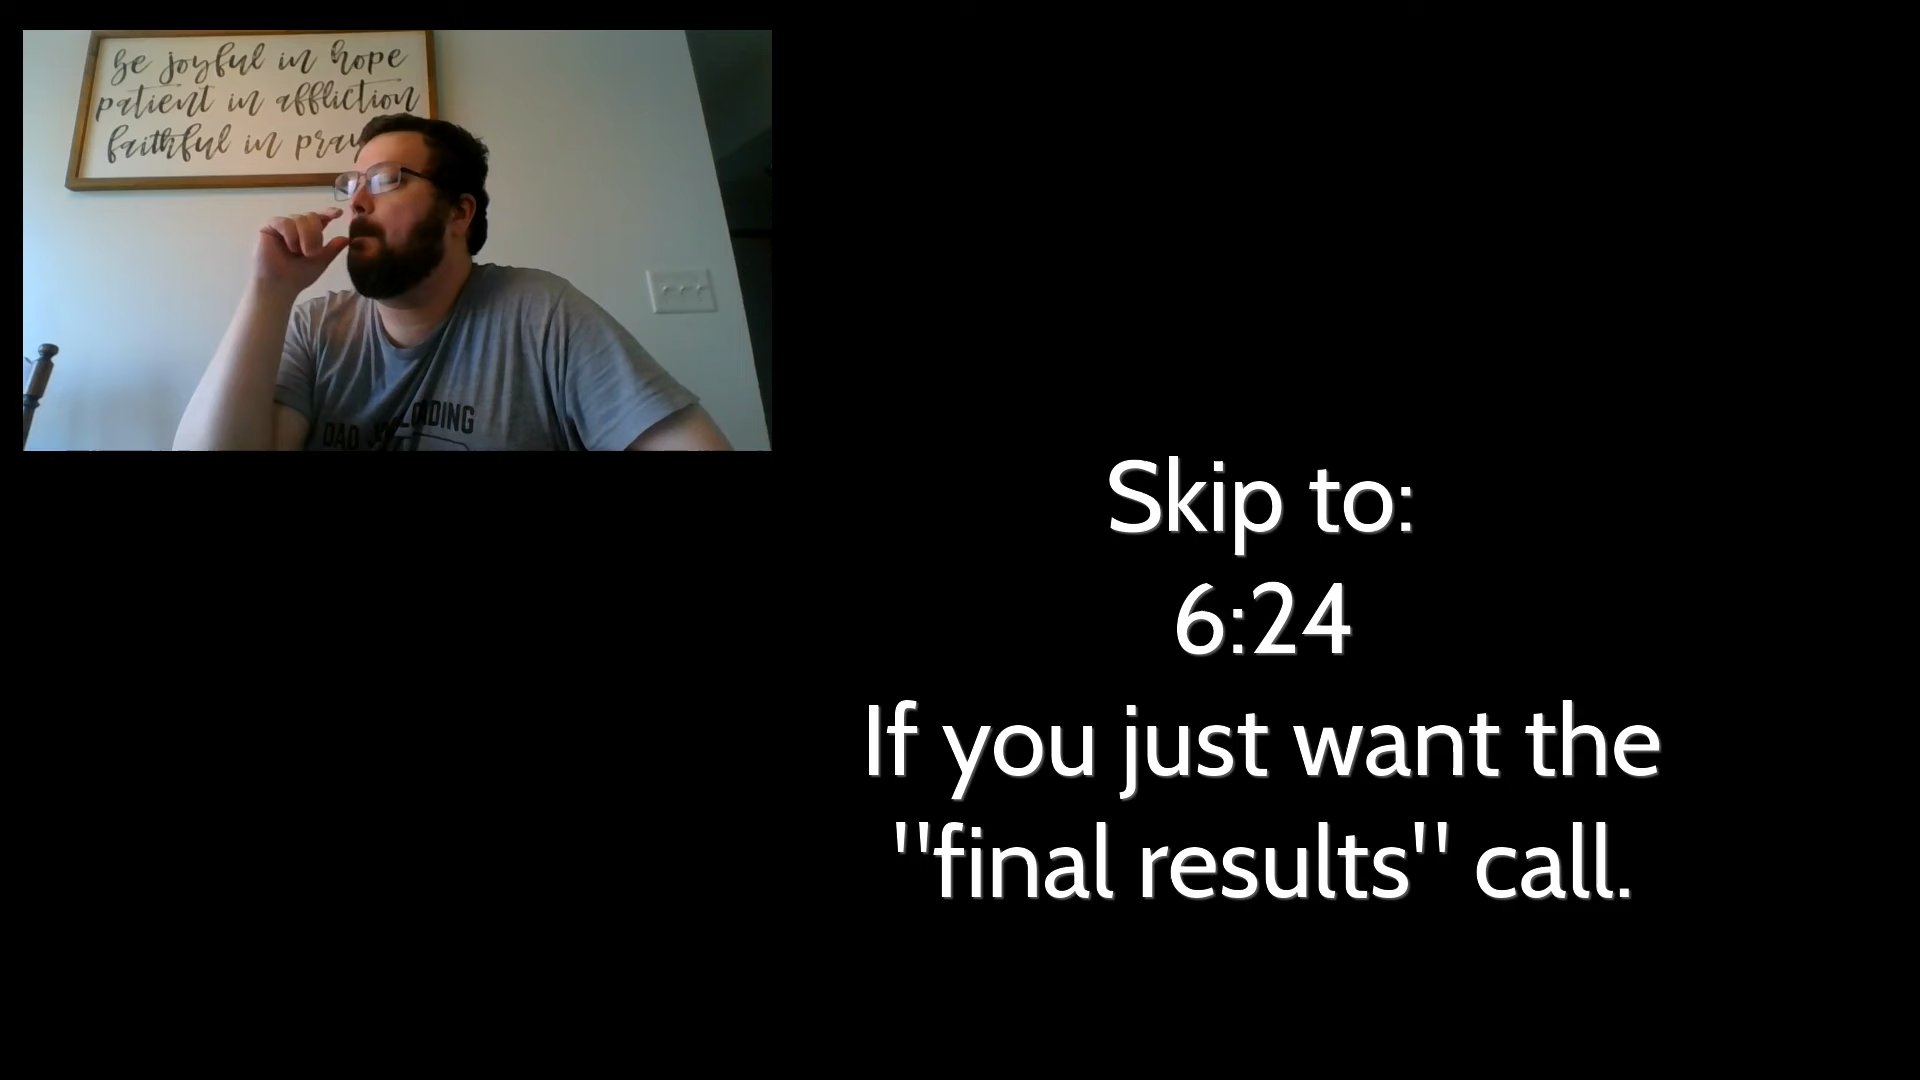 be joyful in hope
patient in affliction
faithful in
DAD
Skip to:
6:24
If you just want the
"final results" call.